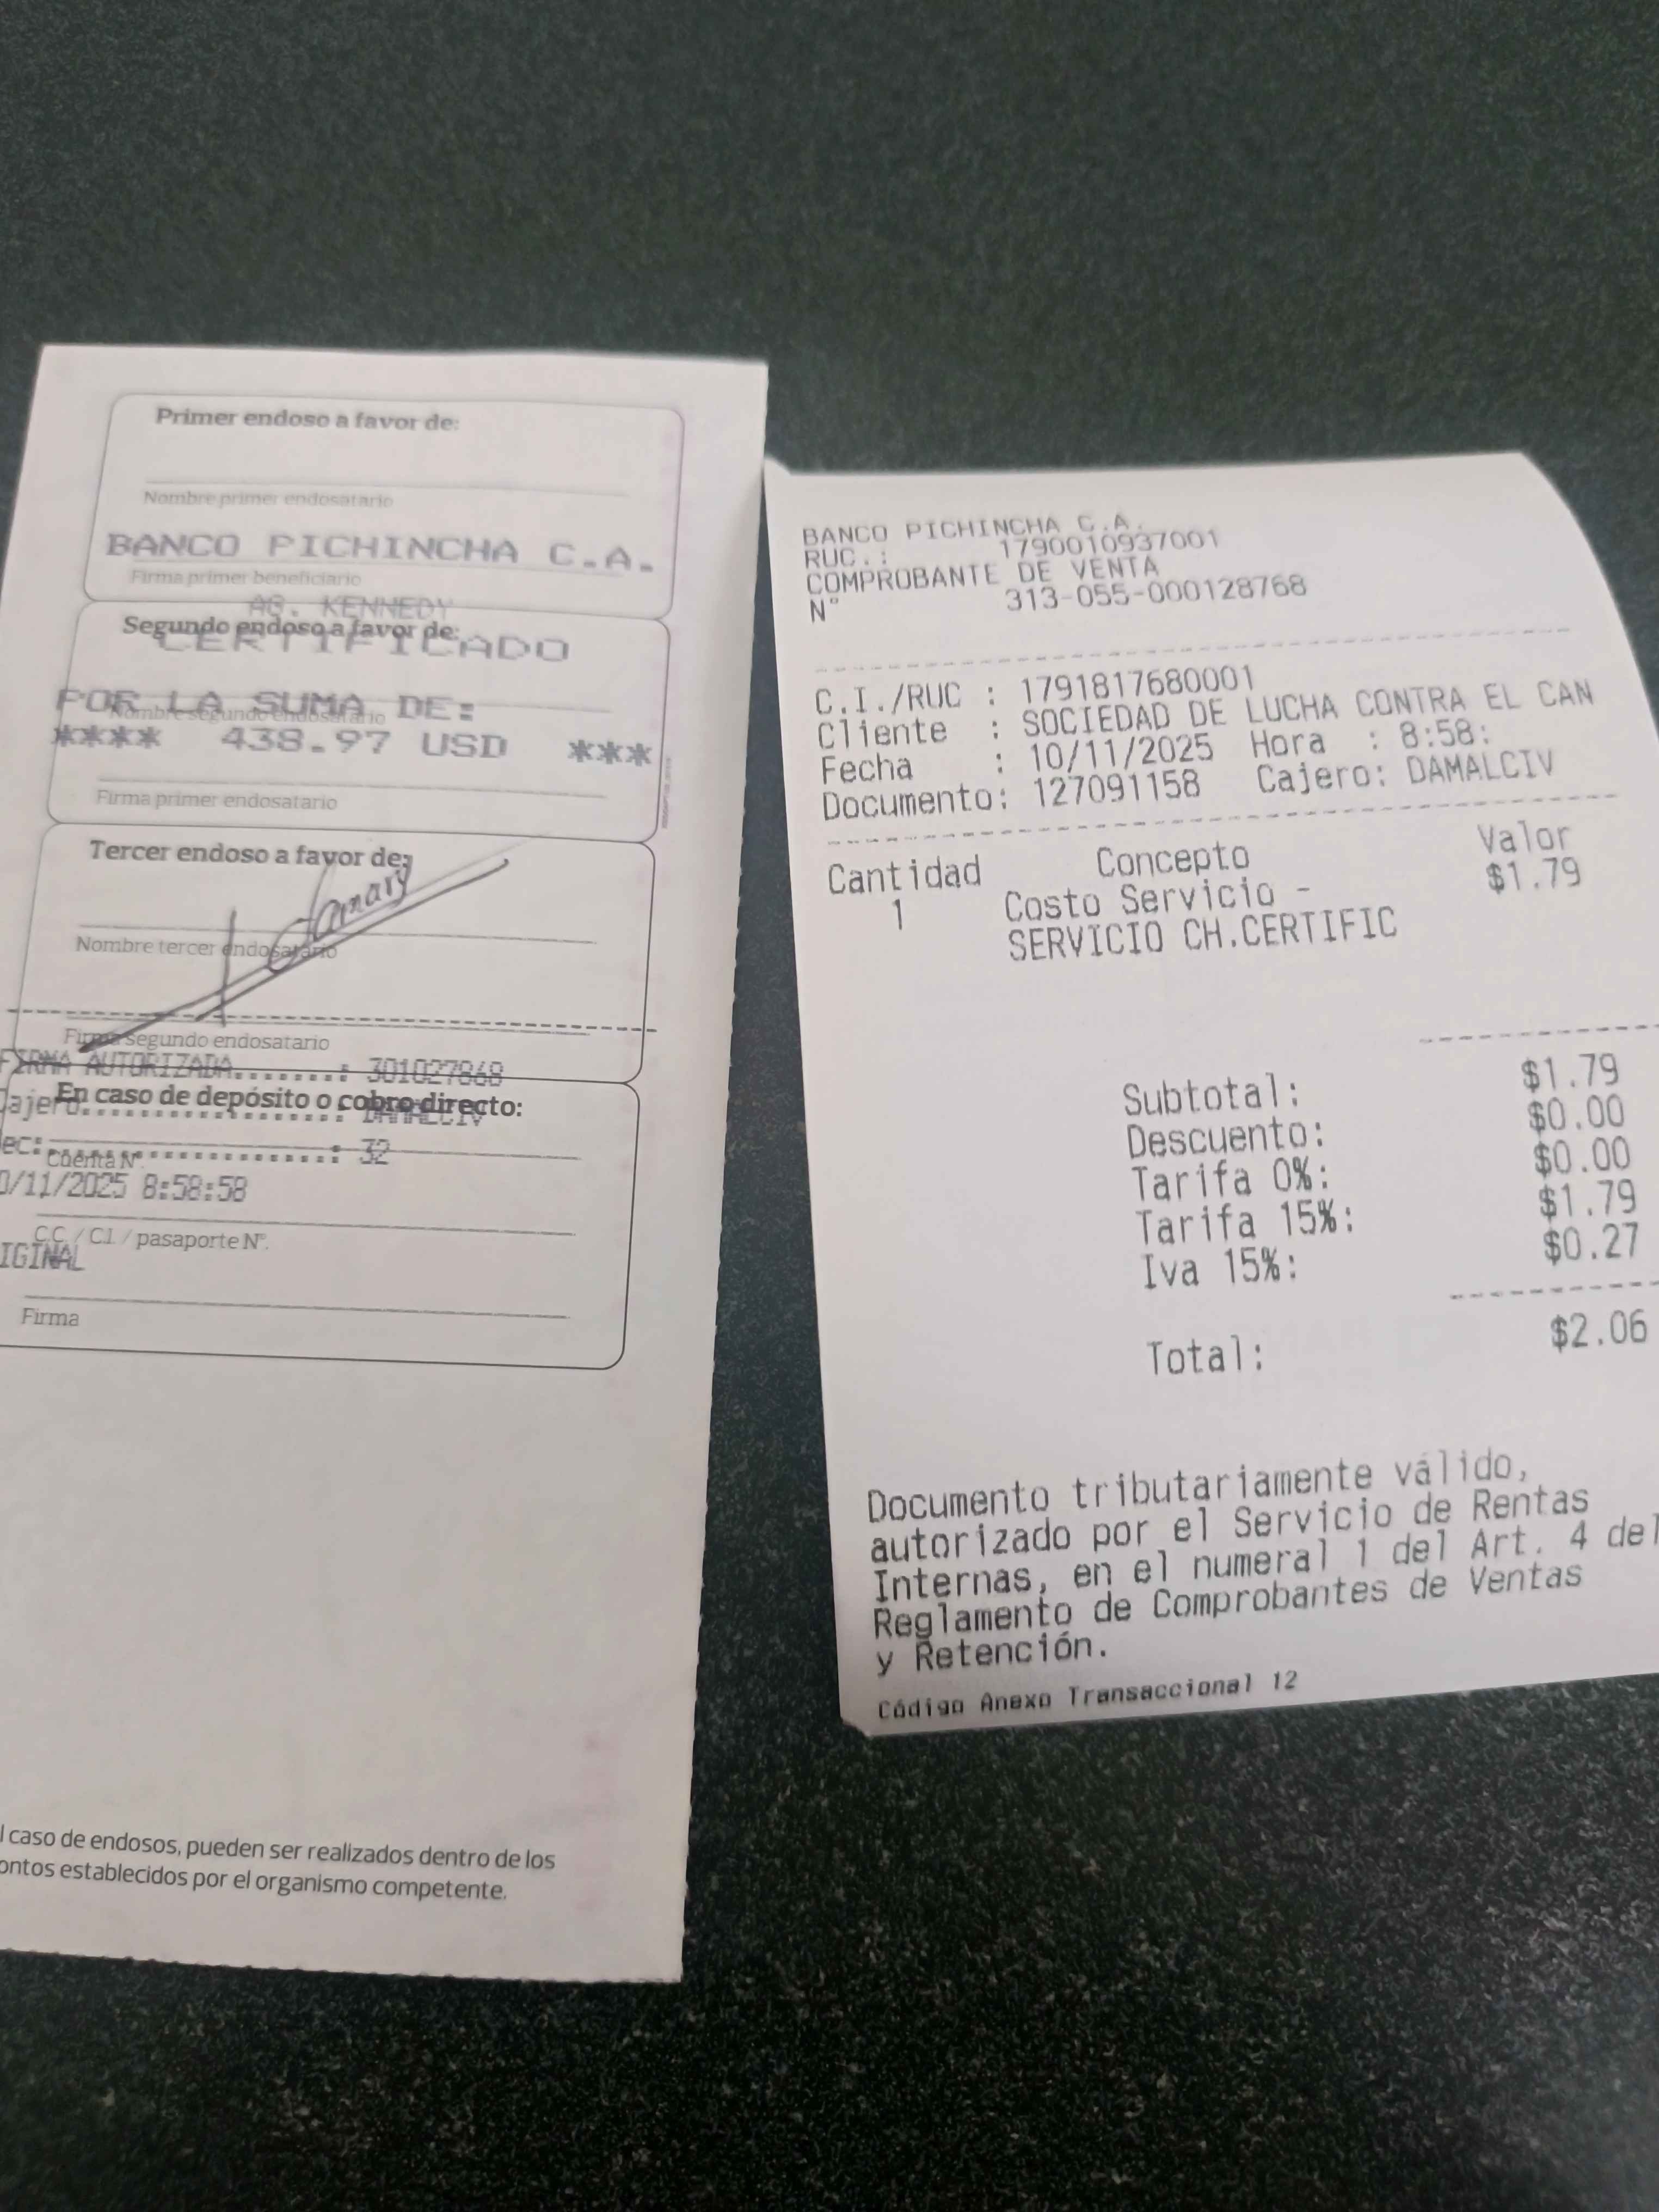 Primer endoso a favor de:
Nombre primer endosatario
BANCO PICHINCHA C.A.
Firma primer beneficiario
AG. KENNEDY
Segundo endoso a favor de:
CERTIFICADO
POR LA SUMA DE:
Nombre segundo endosatario
**** 438.97 USD ***
Firma primer endosatario
Tercer endoso a favor de:
Nombre tercer endosatario
Firma segundo endosatario
FIRMA AUTORIZADA.......: 301027868
En caso de depósito o cobro directo:
Cajero..................: DAMALCIV
ec:....................: 32
Cuenta Nº.
0/11/2025 8:58:58
C.C. / C.I. / pasaporte Nº.
IGINAL
Firma
l caso de endosos, pueden ser realizados dentro de los
ontos establecidos por el organismo competente.
BANCO PICHINCHA C.A.
RUC.: 1790010937001
COMPROBANTE DE VENTA
N° 313-055-000128768
C.I./RUC : 1791817680001
Cliente : SOCIEDAD DE LUCHA CONTRA EL CAN
Fecha : 10/11/2025 Hora : 8:58:
Documento: 127091158 Cajero: DAMALCIV
Cantidad Concepto Valor
1 Costo Servicio - $1.79
SERVICIO CH.CERTIFIC
Subtotal: $1.79
Descuento: $0.00
Tarifa 0%: $0.00
Tarifa 15%: $1.79
Iva 15%: $0.27
Total: $2.06
Documento tributariamente válido,
autorizado por el Servicio de Rentas
Internas, en el numeral 1 del Art. 4 del
Reglamento de Comprobantes de Ventas
y Retención.
Código Anexo Transaccional 12